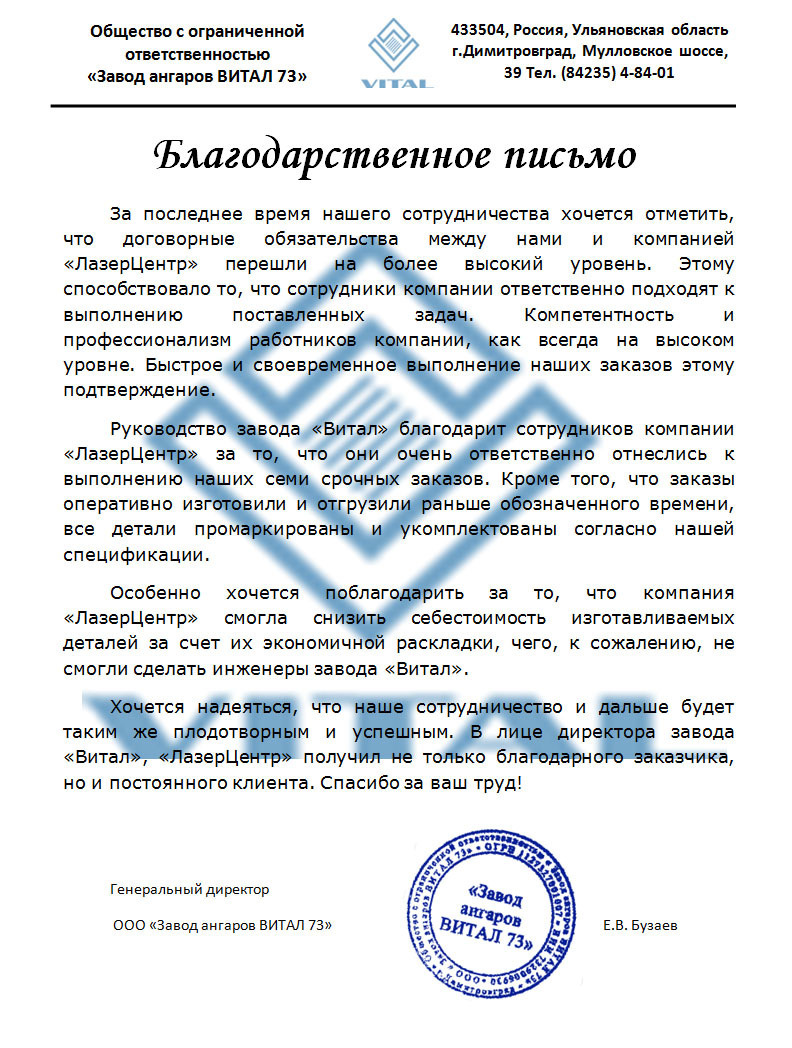 Общество с ограниченной
ответственностью
«Завод ангаров ВИТАЛ 73»
VITAL
433504, Россия, Ульяновская область
г.Димитровград, Мулловское шоссе,
39 Тел. (84235) 4-84-01
Благодарственное письмо
За последнее время нашего сотрудничества хочется отметить,
что договорные обязательства между нами и компанией
«ЛазерЦентр» перешли на более высокий уровень. Этому
способствовало то, что сотрудники компании ответственно подходят к
выполнению поставленных задач. Компетентность и
профессионализм работников компании, как всегда на высоком
уровне. Быстрое и своевременное выполнение наших заказов этому
подтверждение.
Руководство завода «Витал» благодарит сотрудников компании
«ЛазерЦентр» за то, что они очень ответственно отнеслись к
выполнению наших семи срочных заказов. Кроме того, что заказы
оперативно изготовили и отгрузили раньше обозначенного времени,
все детали промаркированы и укомплектованы согласно нашей
спецификации.
Особенно хочется поблагодарить за то, что компания
«ЛазерЦентр» смогла снизить себестоимость изготавливаемых
деталей за счет их экономичной раскладки, чего, к сожалению, не
смогли сделать инженеры завода «Витал».
VITAL
Хочется надеяться, что наше сотрудничество и дальше будет
таким же плодотворным и успешным. В лице директора завода
«Витал», «ЛазерЦентр» получил не только благодарного заказчика,
но и постоянного клиента. Спасибо за ваш труд!
Генеральный директор
ООО «Завод ангаров ВИТАЛ 73»
«Завод
ангаров
ВИТАЛ 73»
Е.В. Бузаев